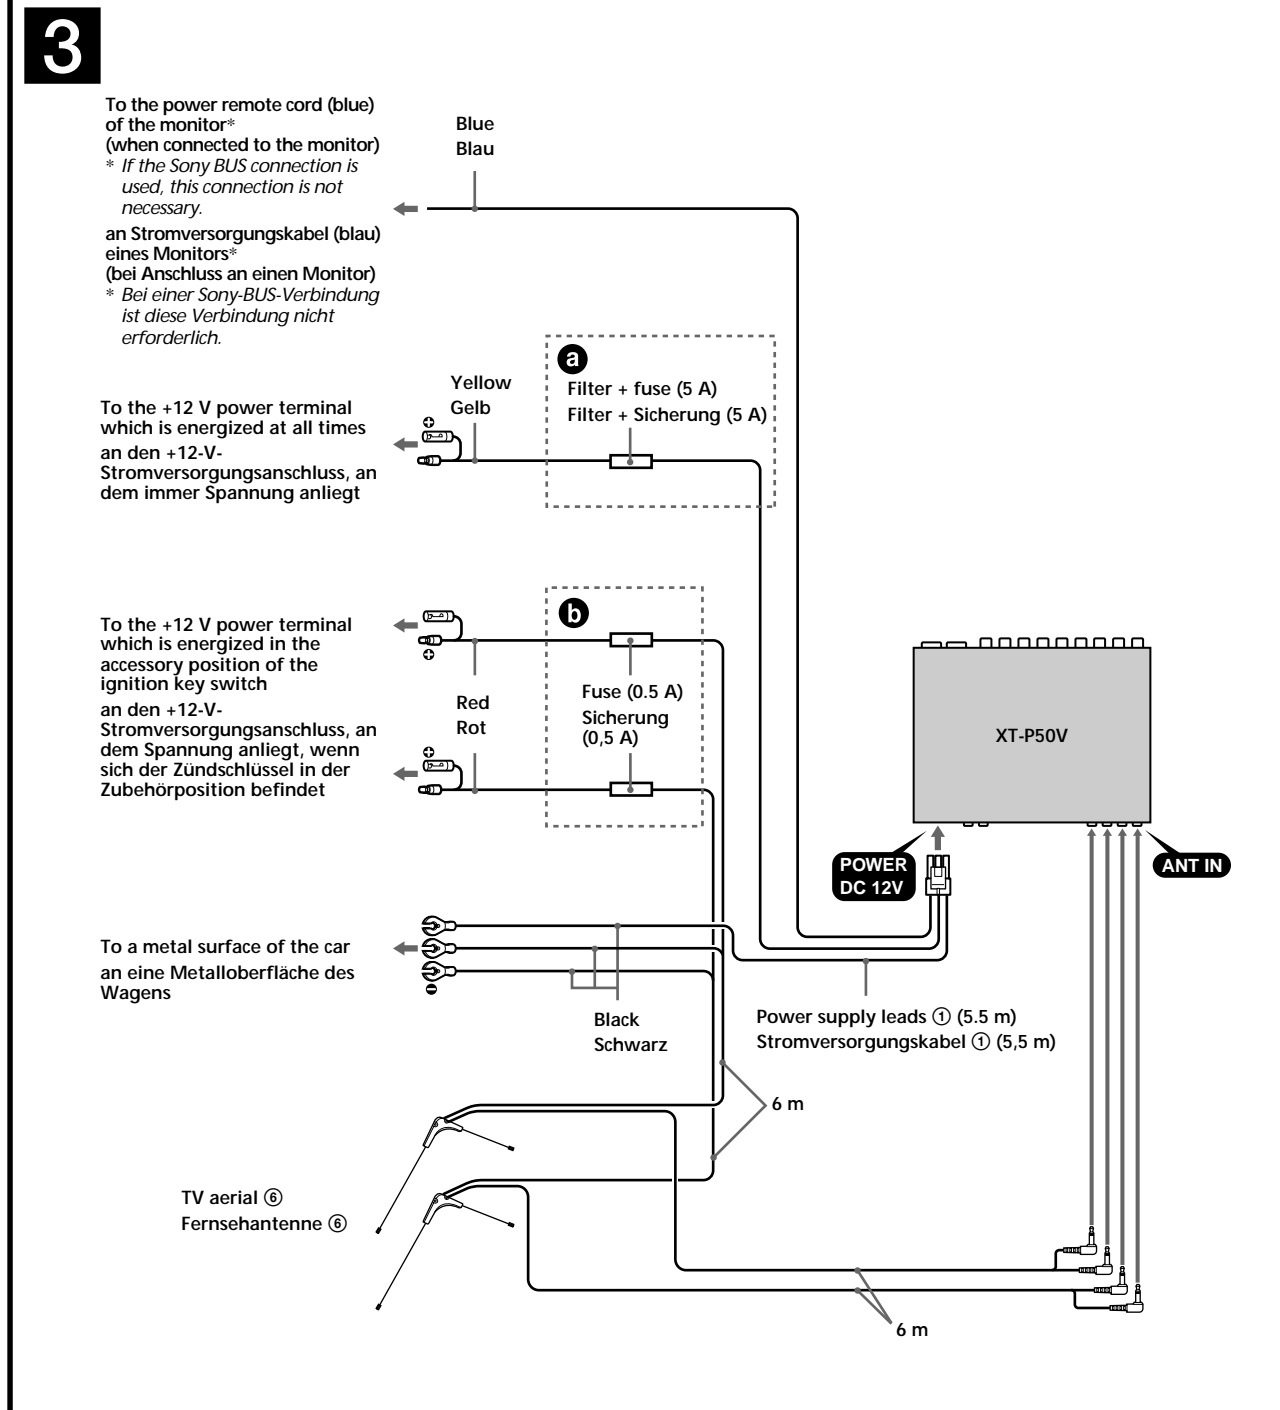 3
To the power remote cord (blue)
of the monitor*
(when connected to the monitor)
* If the Sony BUS connection is
used, this connection is not
necessary.
an Stromversorgungskabel (blau)
eines Monitors*
(bei Anschluss an einen Monitor)
* Bei einer Sony-BUS-Verbindung
ist diese Verbindung nicht
erforderlich.
Blue
Blau
To the +12 V power terminal
which is energized at all times
an den +12-V-
Stromversorgungsanschluss, an
dem immer Spannung anliegt
Yellow
Gelb
a
Filter + fuse (5 A)
Filter + Sicherung (5 A)
To the +12 V power terminal
which is energized in the
accessory position of the
ignition key switch
an den +12-V-
Stromversorgungsanschluss, an
dem Spannung anliegt, wenn
sich der Zündschlüssel in der
Zubehörposition befindet
Red
Rot
b
Fuse (0.5 A)
Sicherung
(0,5 A)
XT-P50V
POWER
DC 12V
ANT IN
To a metal surface of the car
an eine Metalloberfläche des
Wagens
Black
Schwarz
Power supply leads ① (5.5 m)
Stromversorgungskabel ① (5,5 m)
6 m
TV aerial ⑥
Fernsehantenne ⑥
6 m